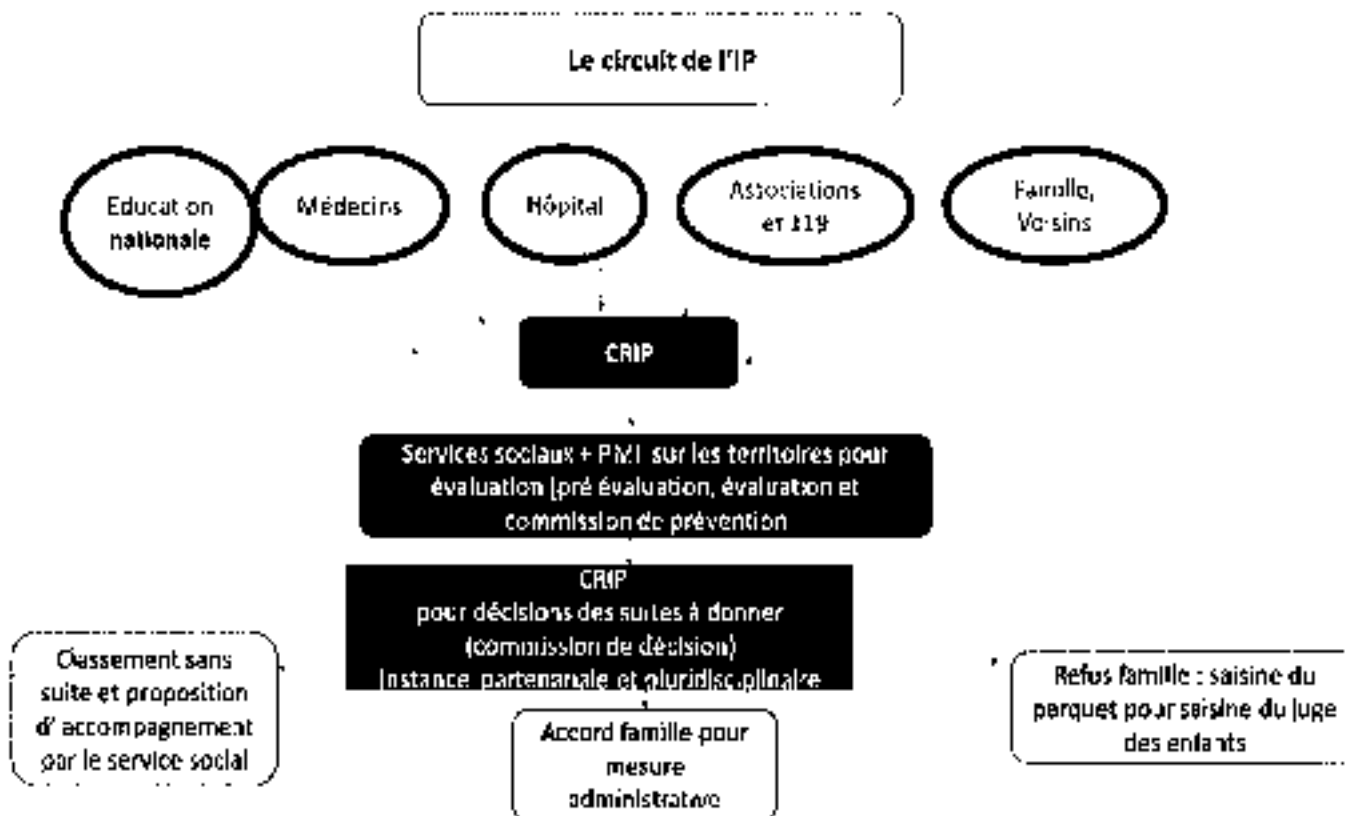 Le circuit de l'IP
Education
nationale
Médecins
Hôpital
Associations
et 119
Famille,
Voisins
CRIP
Services sociaux + PMI sur les territoires pour
évaluation (pré évaluation, évaluation et
commission de prévention
CRIP
pour décisions des suites à donner
(commission de décision)
Instance partenariale et pluridisciplinaire
Classement sans
suite et proposition
d'accompagnement
par le service social
Accord famille pour
mesure
administrative
Refus famille : saisine du
parquet pour saisine du juge
des enfants